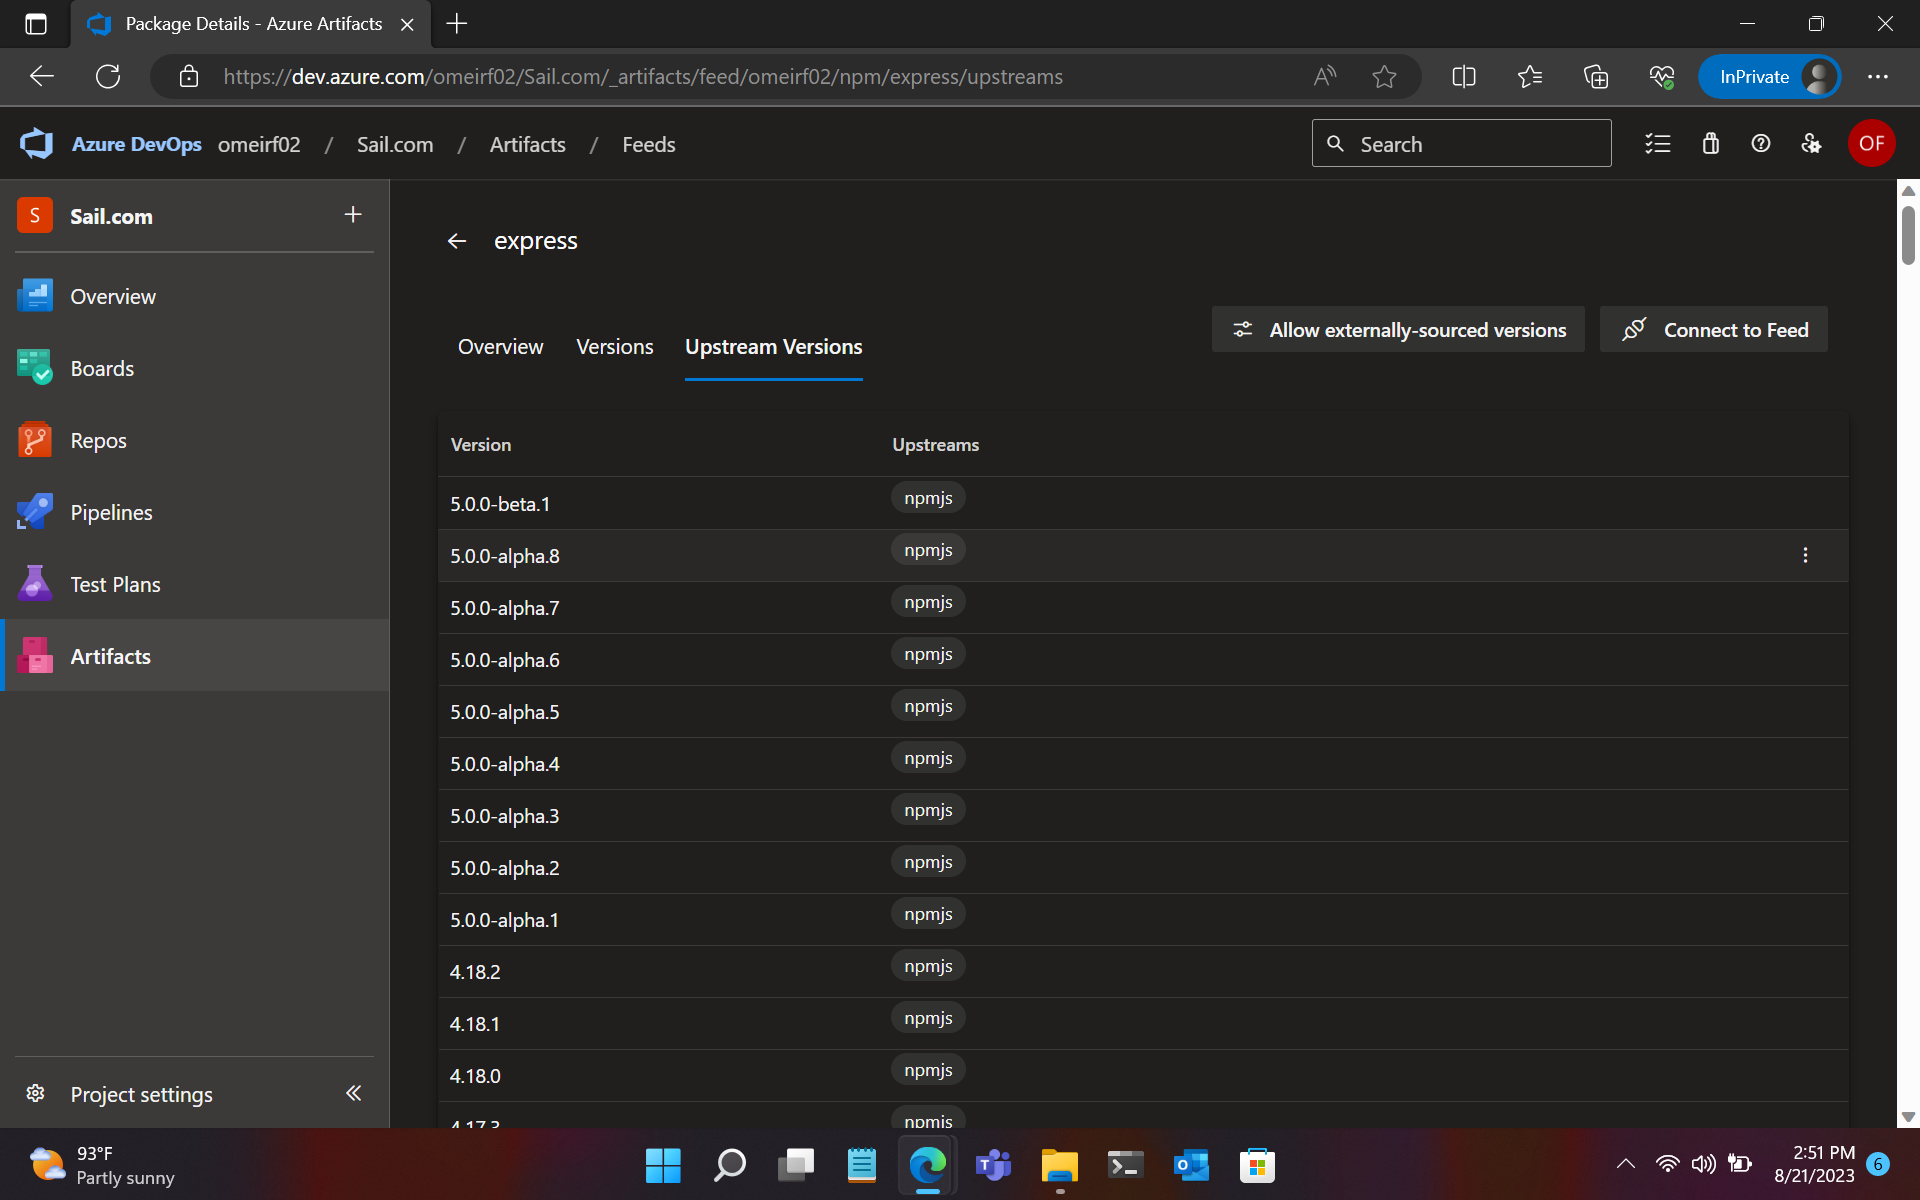 Package Details - Azure Artifacts
https://dev.azure.com/omeirf02/Sail.com/_artifacts/feed/omeirf02/npm/express/upstreams
InPrivate
Azure DevOps omeirf02 / Sail.com / Artifacts / Feeds
Search
OF
S Sail.com
Overview
Boards
Repos
Pipelines
Test Plans
Artifacts
Project settings
express
Overview Versions Upstream Versions
Allow externally-sourced versions
Connect to Feed
Version Upstreams
5.0.0-beta.1 npmjs
5.0.0-alpha.8 npmjs
5.0.0-alpha.7 npmjs
5.0.0-alpha.6 npmjs
5.0.0-alpha.5 npmjs
5.0.0-alpha.4 npmjs
5.0.0-alpha.3 npmjs
5.0.0-alpha.2 npmjs
5.0.0-alpha.1 npmjs
4.18.2 npmjs
4.18.1 npmjs
4.18.0 npmjs
4.17.3 npmjs
93°F
Partly sunny
2:51 PM
8/21/2023
6